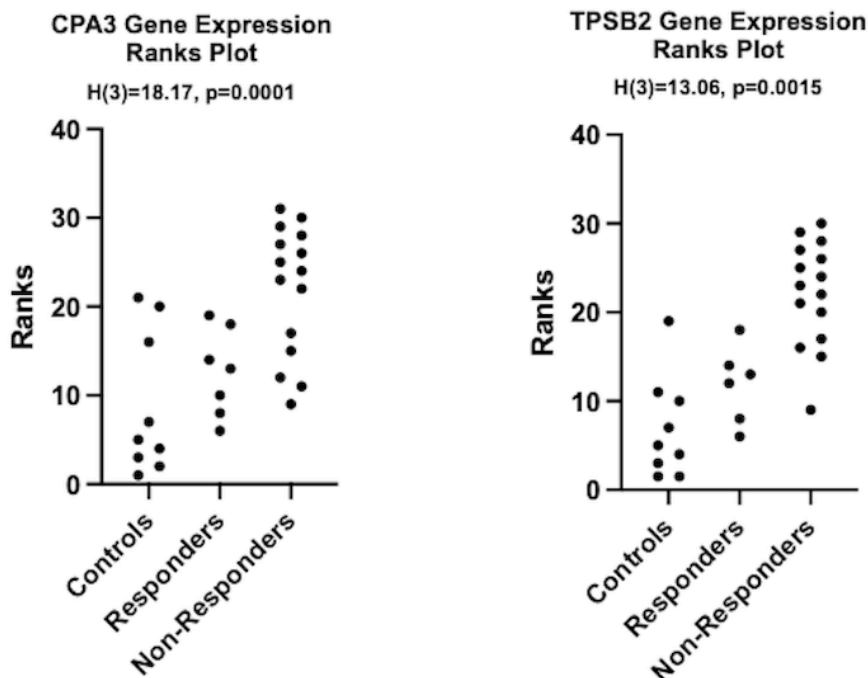 CPA3 Gene Expression
Ranks Plot
H(3)=18.17, p=0.0001
40
30
20
10
0
Ranks
Controls
Responders
Non-Responders
TPSB2 Gene Expression
Ranks Plot
H(3)=13.06, p=0.0015
40
30
20
10
0
Ranks
Controls
Responders
Non-Responders